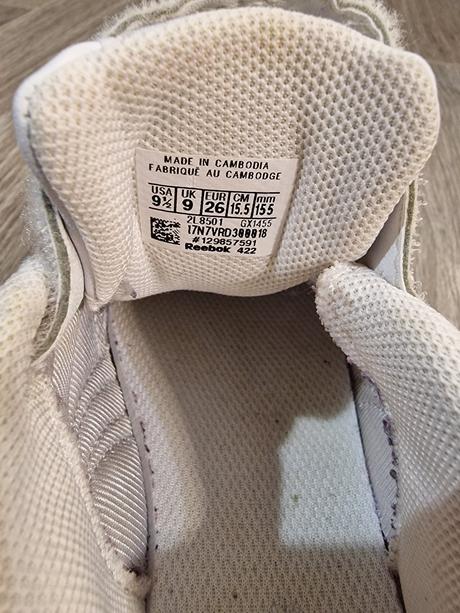 MADE IN CAMBODIA
FABRIQUÉ AU CAMBODGE
USA UK EUR CM mm
9½ 9 26 15.5 155
2L8501 GX1455
17N7VRD300018
#129857591
Reebok 422